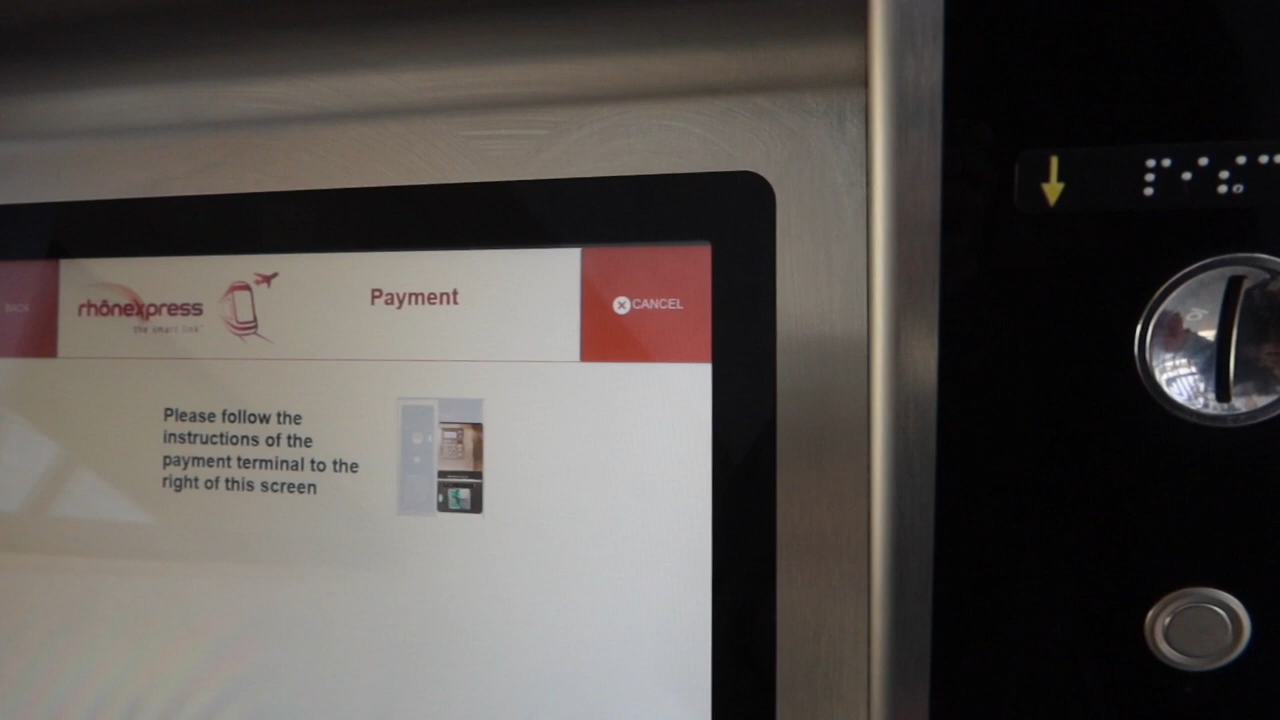 BACK
rhônexpress
the smart link
Payment
CANCEL
Please follow the
instructions of the
payment terminal to the
right of this screen